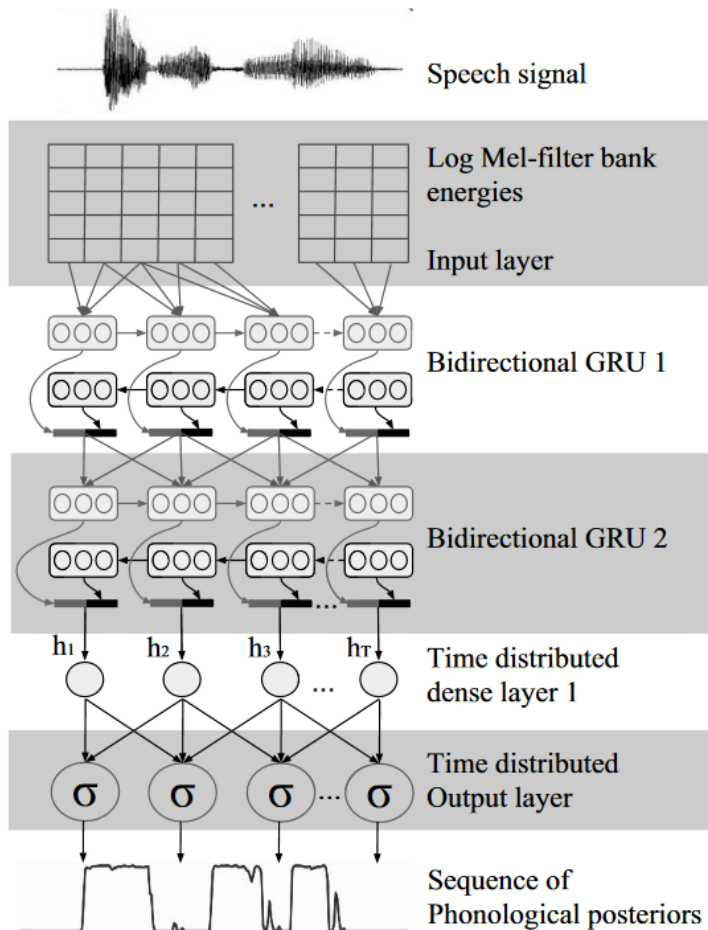 Speech signal
Log Mel-filter bank
energies
...
Input layer
Bidirectional GRU 1
Bidirectional GRU 2
...
h1 h2 h3 hT
Time distributed
dense layer 1
...
Time distributed
Output layer
σ σ σ ... σ
Sequence of
Phonological posteriors